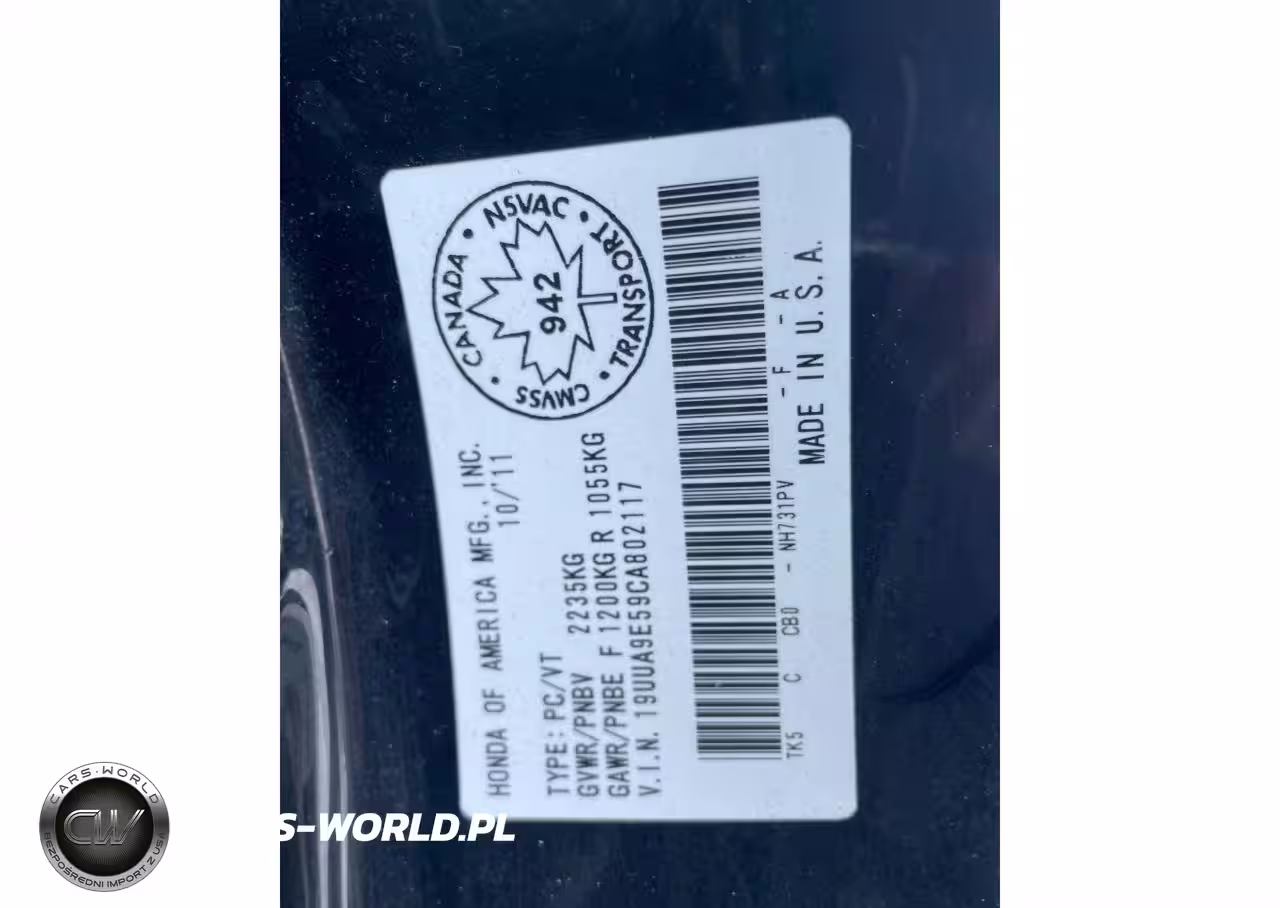 HONDA OF AMERICA MFG., INC.
10/'11
TYPE: PC/VT
GVWR/PNBV 2235KG
GAWR/PNBE F 1200KG R 1055KG
V.I.N. 19UUA9E59CA802117
CANADA • NSVAC • TRANSPORT • CMVSS •
942
TK5 C CB0 - NH731PV - F - A
MADE IN U.S.A.
CARS-WORLD
CW
BEZPOŚREDNI IMPORT Z USA
S-WORLD.PL